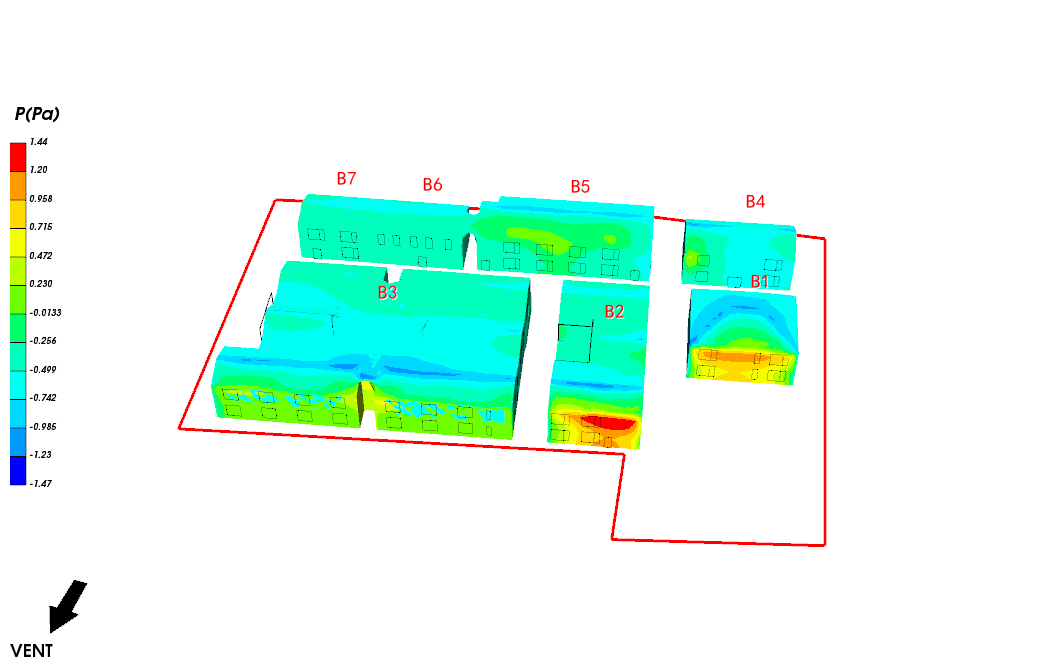 P(Pa)
1.44
1.20
0.958
0.715
0.472
0.230
-0.0133
-0.256
-0.499
-0.742
-0.985
-1.23
-1.47
B7
B6
B5
B4
B3
B1
B2
VENT